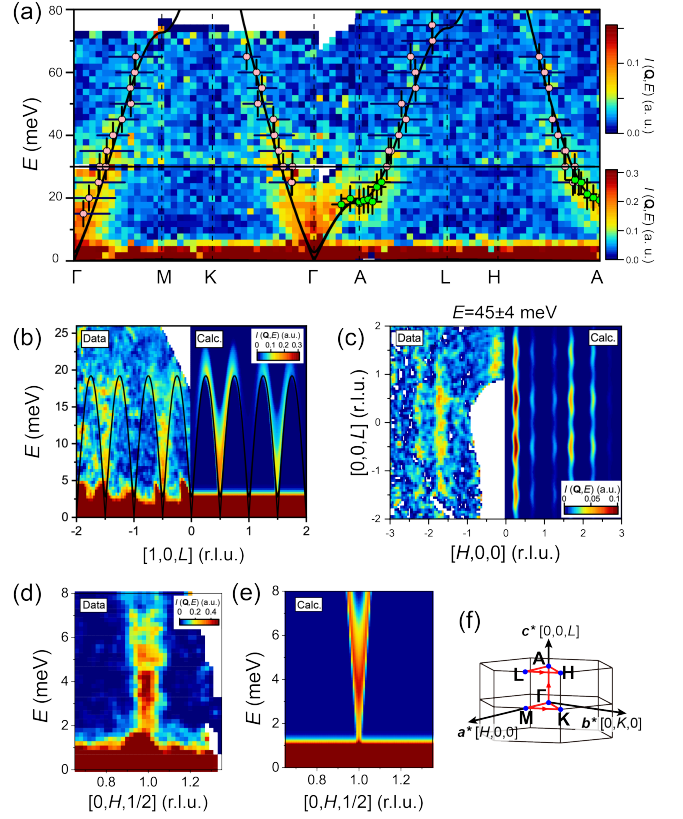 (a)
80
60
40
20
0
E (meV)
Γ
M
K
Γ
A
L
H
A
0.1
0.0
I (Q,E) (a. u.)
0.3
0.2
0.1
0.0
I (Q,E) (a. u.)
(b)
Data
Calc.
I (Q,E) (a.u.)
0 0.1 0.2 0.3
25
20
15
10
5
0
E (meV)
-2 -1 0 1 2
[1,0,L] (r.l.u.)
E=45±4 meV
(c)
Data
Calc.
2
1
0
-1
-2
[0,0,L] (r.l.u.)
I (Q,E) (a.u.)
0 0.05 0.1
-3 -2 -1 0 1 2 3
[H,0,0] (r.l.u.)
(d)
Data
I (Q,E) (a.u.)
0 0.2 0.4
8
6
4
2
0
E (meV)
0.8 1.0 1.2
[0,H,1/2] (r.l.u.)
(e)
Calc.
8
6
4
2
0
E (meV)
0.8 1.0 1.2
[0,H,1/2] (r.l.u.)
(f)
c* [0,0,L]
A
L
H
Γ
M
K
a* [H,0,0]
b* [0,K,0]